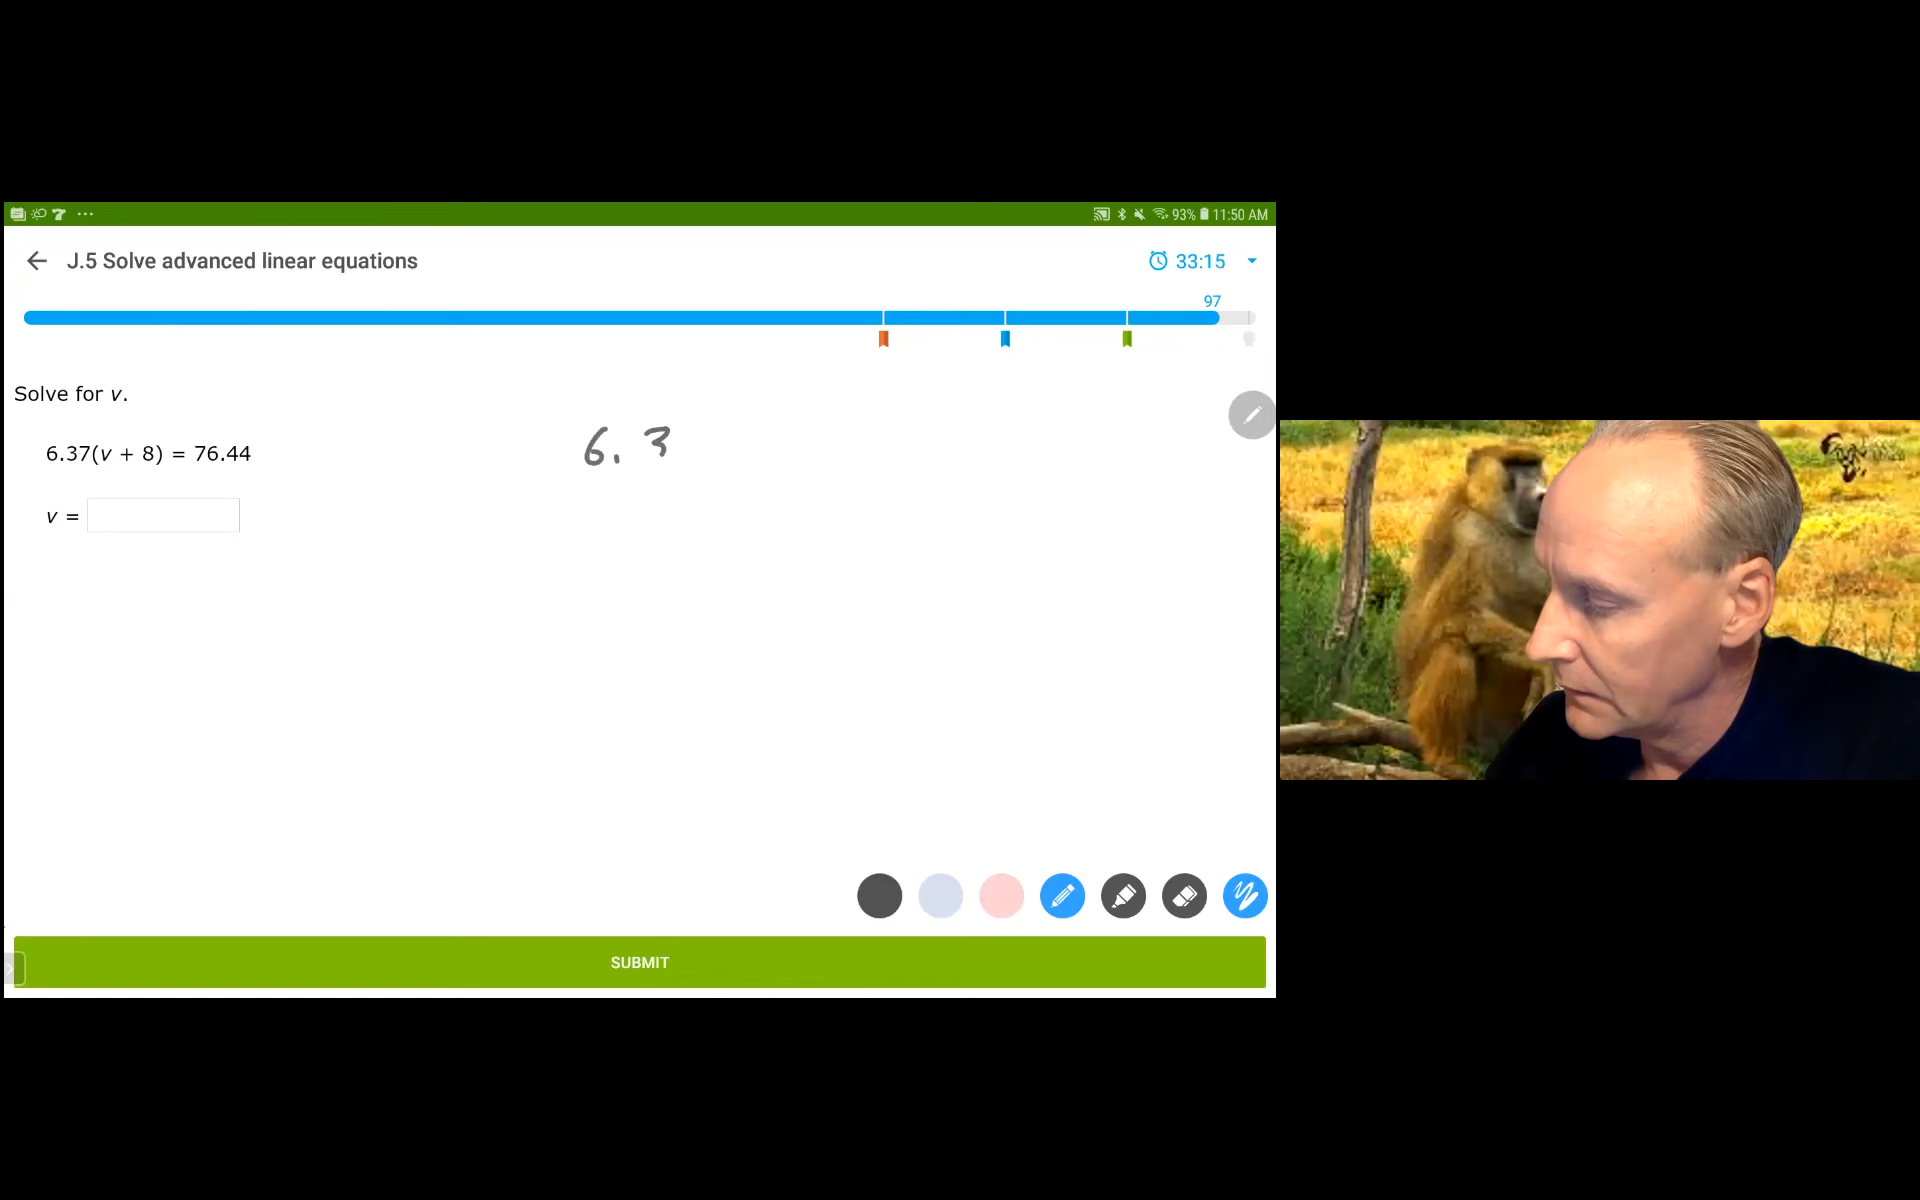 93% 11:50 AM
J.5 Solve advanced linear equations
33:15
97
Solve for v.
6.37(v + 8) = 76.44
6.3
v =
SUBMIT